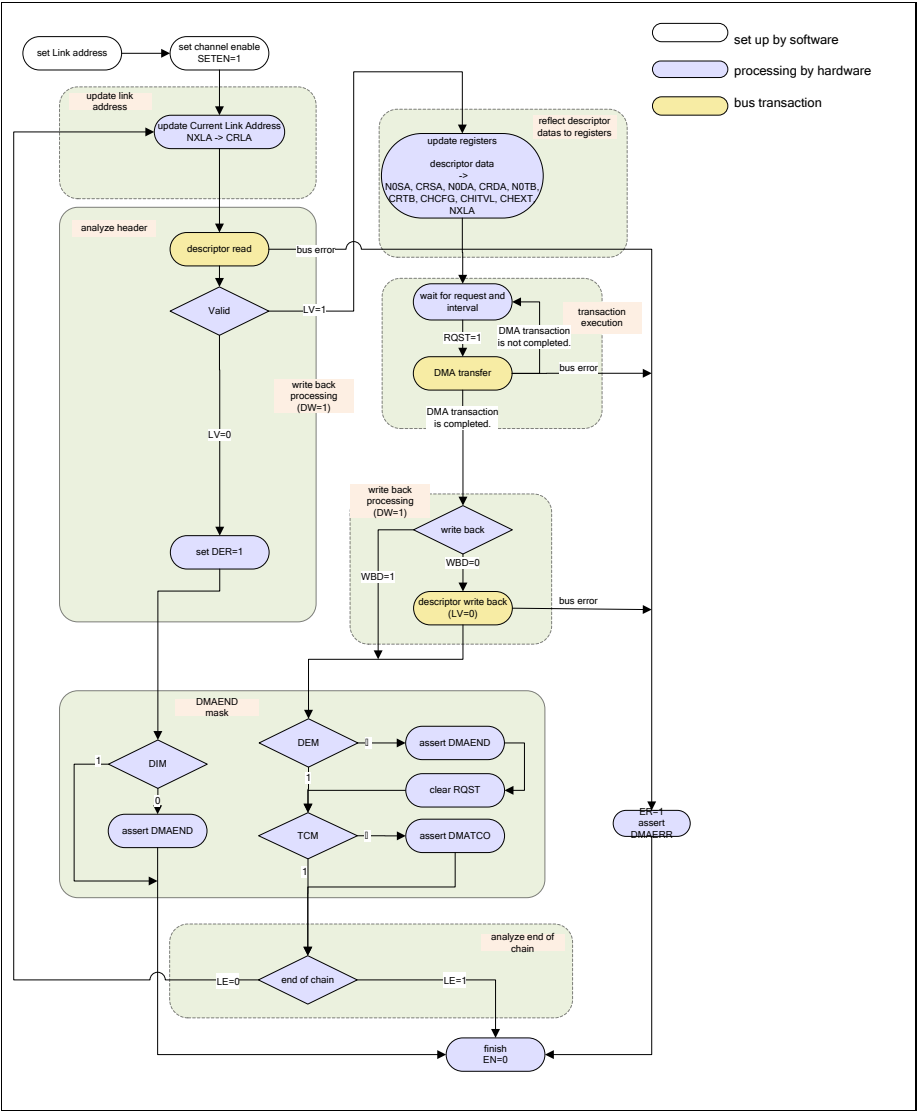 set Link address
set channel enable
SETEN=1
set up by software
processing by hardware
bus transaction
update link
address
update Current Link Address
NXLA -> CRLA
reflect descriptor
datas to registers
update registers
descriptor data
->
N0SA, CRSA, N0DA, CRDA, N0TB,
CRTB, CHCFG, CHITVL, CHEXT,
NXLA
analyze header
descriptor read
bus error
Valid
LV=1
wait for request and
interval
transaction
execution
RQST=1
DMA transaction
is not completed.
DMA transfer
bus error
write back
processing
(DW=1)
DMA transaction
is completed.
LV=0
write back
processing
(DW=1)
write back
set DER=1
WBD=1
WBD=0
descriptor write back
(LV=0)
bus error
DMAEND
mask
DEM
assert DMAEND
1
DIM
1
0
clear RQST
assert DMAEND
TCM
assert DMATCO
1
ER=1
assert
DMAERR
analyze end of
chain
LE=0
end of chain
LE=1
finish
EN=0